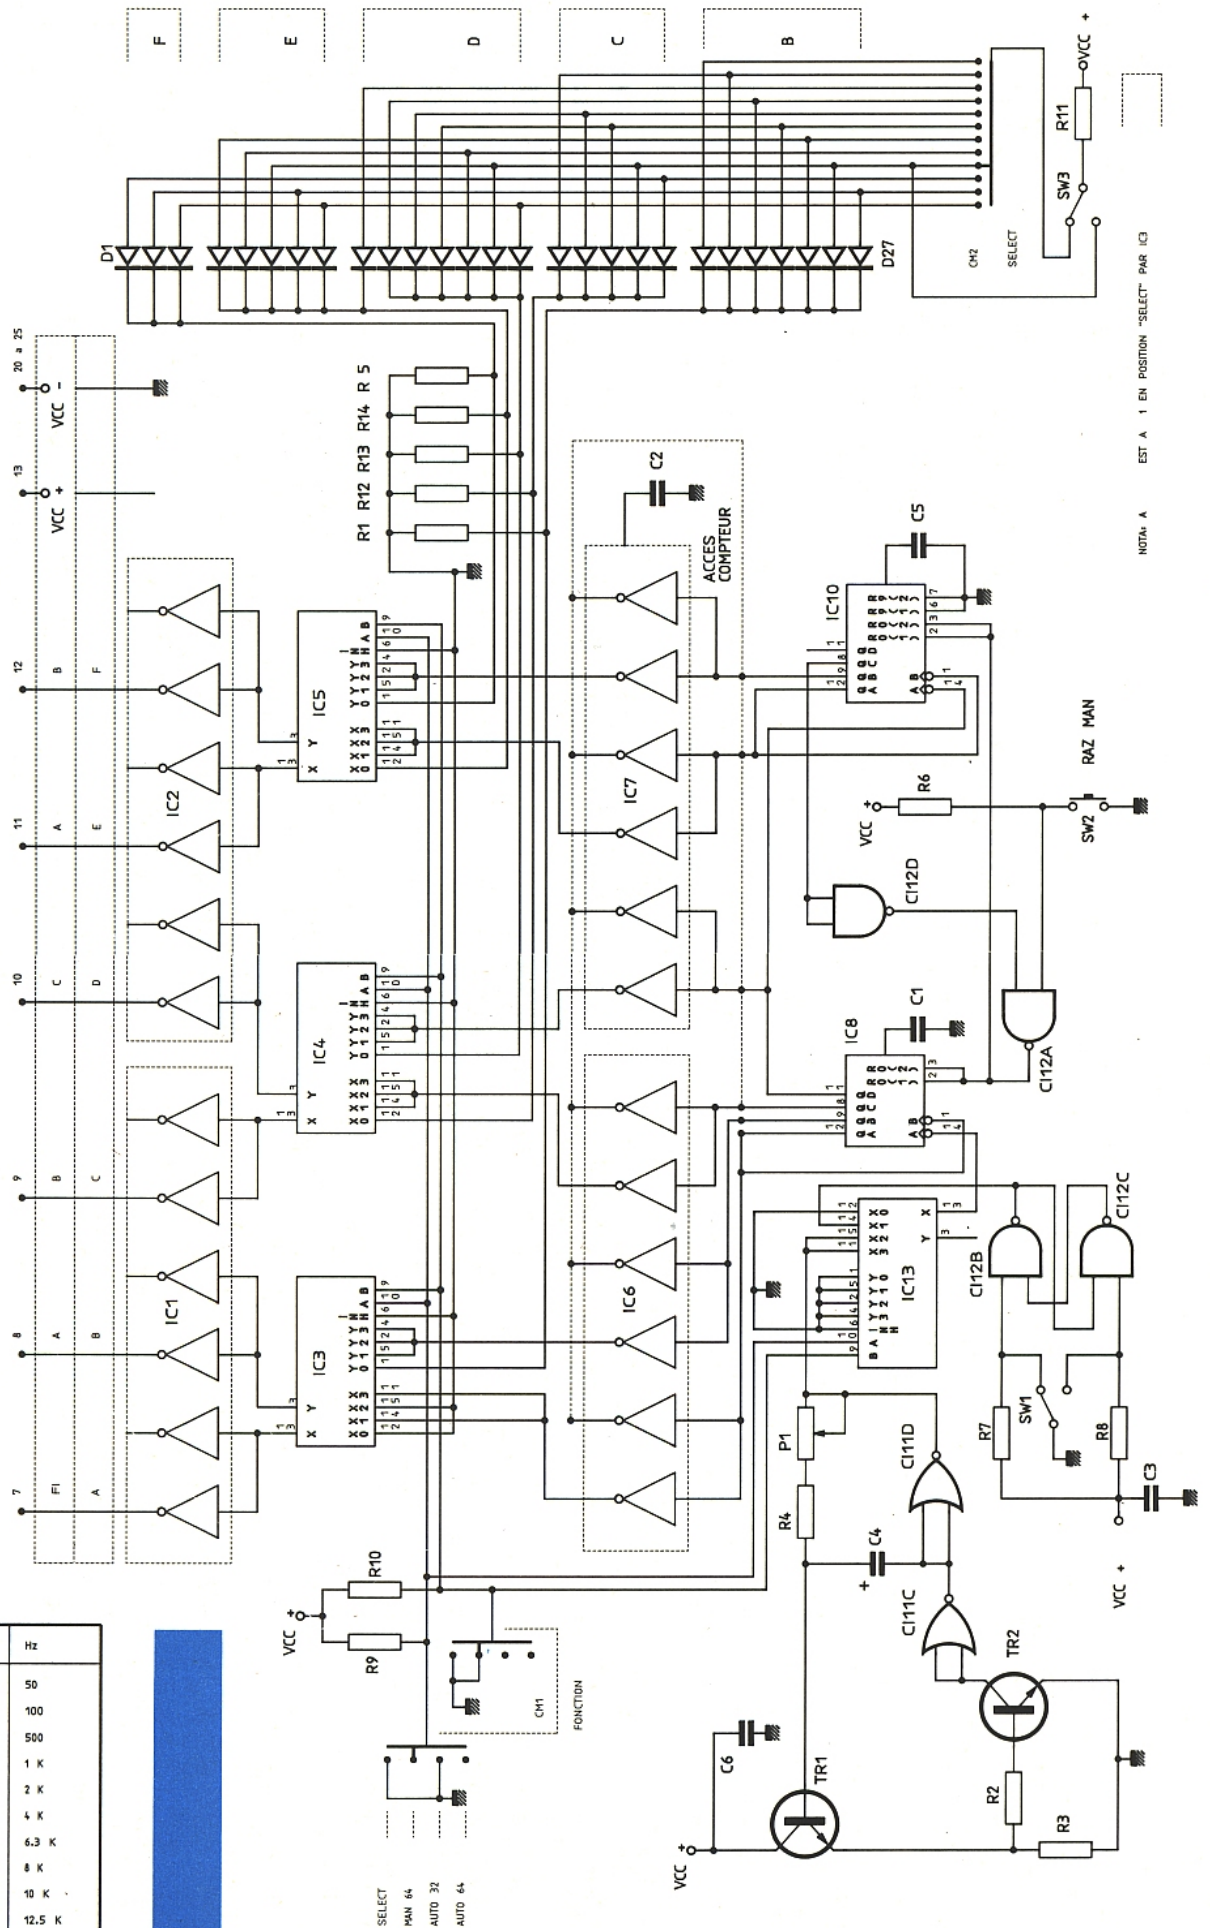 F
E
D
C
B
D1
D27
20 a 25
VCC -
13
VCC +
R 5
R14
R13
R12
R1
R11
VCC +
SW3
CM2
SELECT
NOTA: A EST A 1 EN POSITION "SELECT" PAR IC3
12
B
F
11
A
E
10
C
D
9
B
C
8
A
B
7
FI
A
IC2
IC1
IC5
IC4
IC3
C2
ACCES
COMPTEUR
IC7
IC6
IC10
C5
R6
VCC +
RAZ MAN
SW2
CI12D
CI12A
IC8
C1
IC13
CI12B
CI12C
SW1
R7
R8
C3
VCC +
P1
R4
C4
+
CI11D
CI11C
TR2
TR1
R2
R3
C6
VCC +
R10
R9
VCC +
CM1
FONCTION
SELECT
MAN 64
AUTO 32
AUTO 64
Hz
50
100
500
1 K
2 K
4 K
6.3 K
8 K
10 K
12.5 K